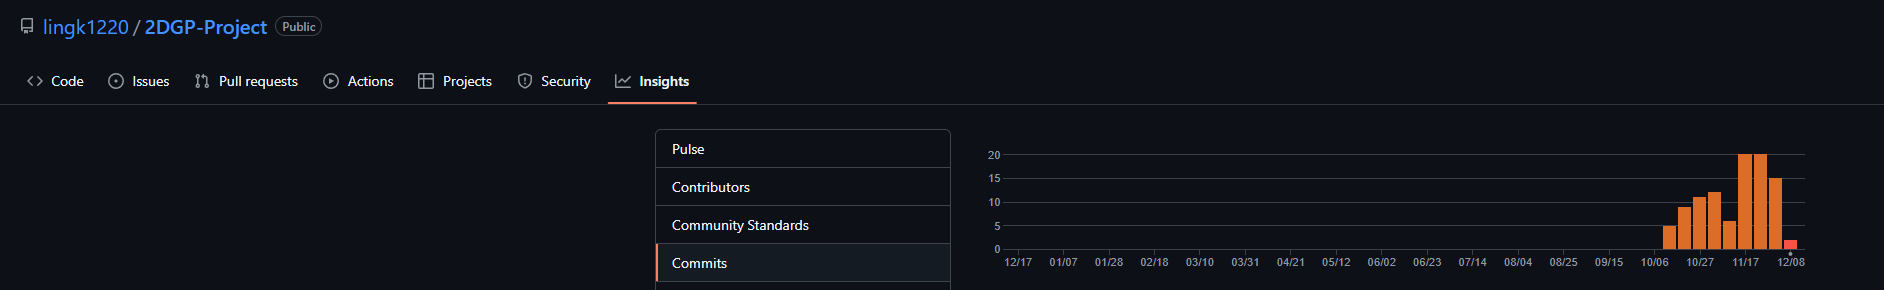 lingk1220 / 2DGP-Project Public
Code Issues Pull requests Actions Projects Security Insights
Pulse
Contributors
Community Standards
Commits
20
15
10
5
0
12/17 01/07 01/28 02/18 03/10 03/31 04/21 05/12 06/02 06/23 07/14 08/04 08/25 09/15 10/06 10/27 11/17 12/08